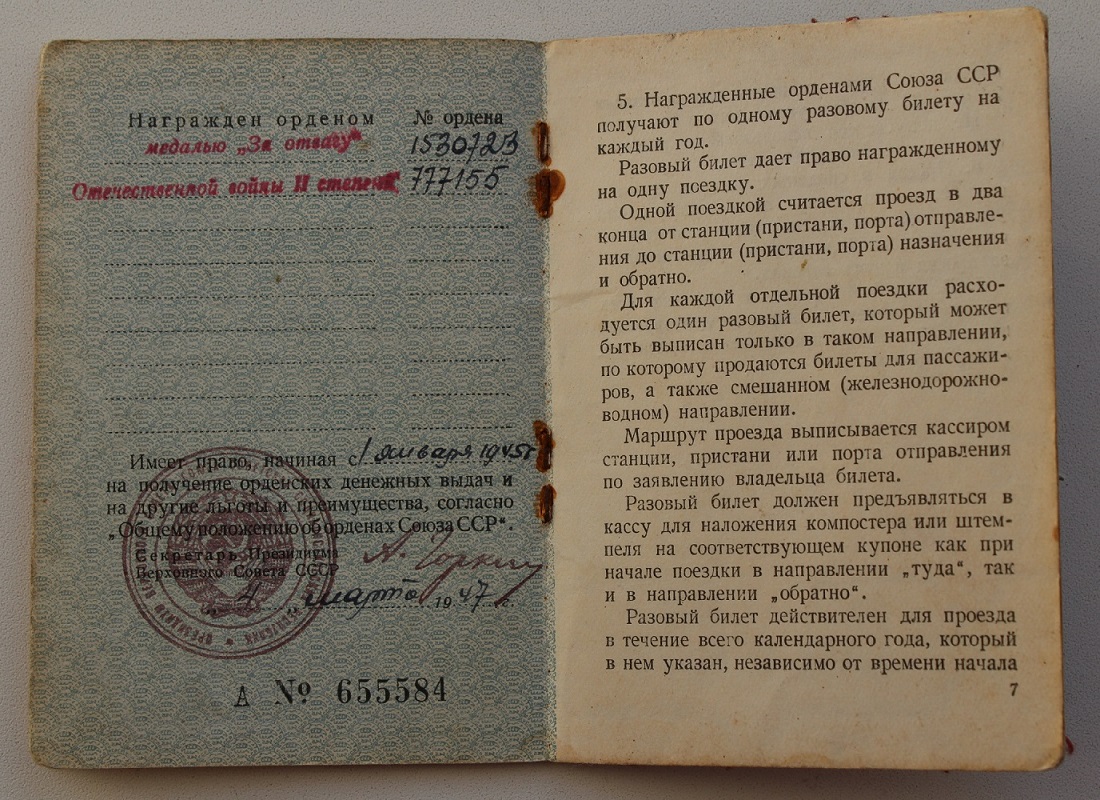 Награжден орденом № ордена
медалью „За отвагу“ 1530723
Отечественной войны II степени 777155
Имеет право, начиная с 1 января 1945г
на получение орденских денежных выдач и
на другие льготы и преимущества, согласно
„Общему положению об орденах Союза ССР“.
Секретарь Президиума
Верховного Совета СССР А. Горкин
„4“ марта 1947 г.
А № 655584
5. Награжденные орденами Союза ССР
получают по одному разовому билету на
каждый год.
Разовый билет дает право награжденному
на одну поездку.
Одной поездкой считается проезд в два
конца от станции (пристани, порта) отправле-
ния до станции (пристани, порта) назначения
и обратно.
Для каждой отдельной поездки расхо-
дуется один разовый билет, который может
быть выписан только в таком направлении,
по которому продаются билеты для пассажи-
ров, а также смешанном (железнодорожно-
водном) направлении.
Маршрут проезда выписывается кассиром
станции, пристани или порта отправления
по заявлению владельца билета.
Разовый билет должен предъявляться в
кассу для наложения компостера или штем-
пеля на соответствующем купоне как при
начале поездки в направлении „туда“, так
и в направлении „обратно“.
Разовый билет действителен для проезда
в течение всего календарного года, который
в нем указан, независимо от времени начала
7